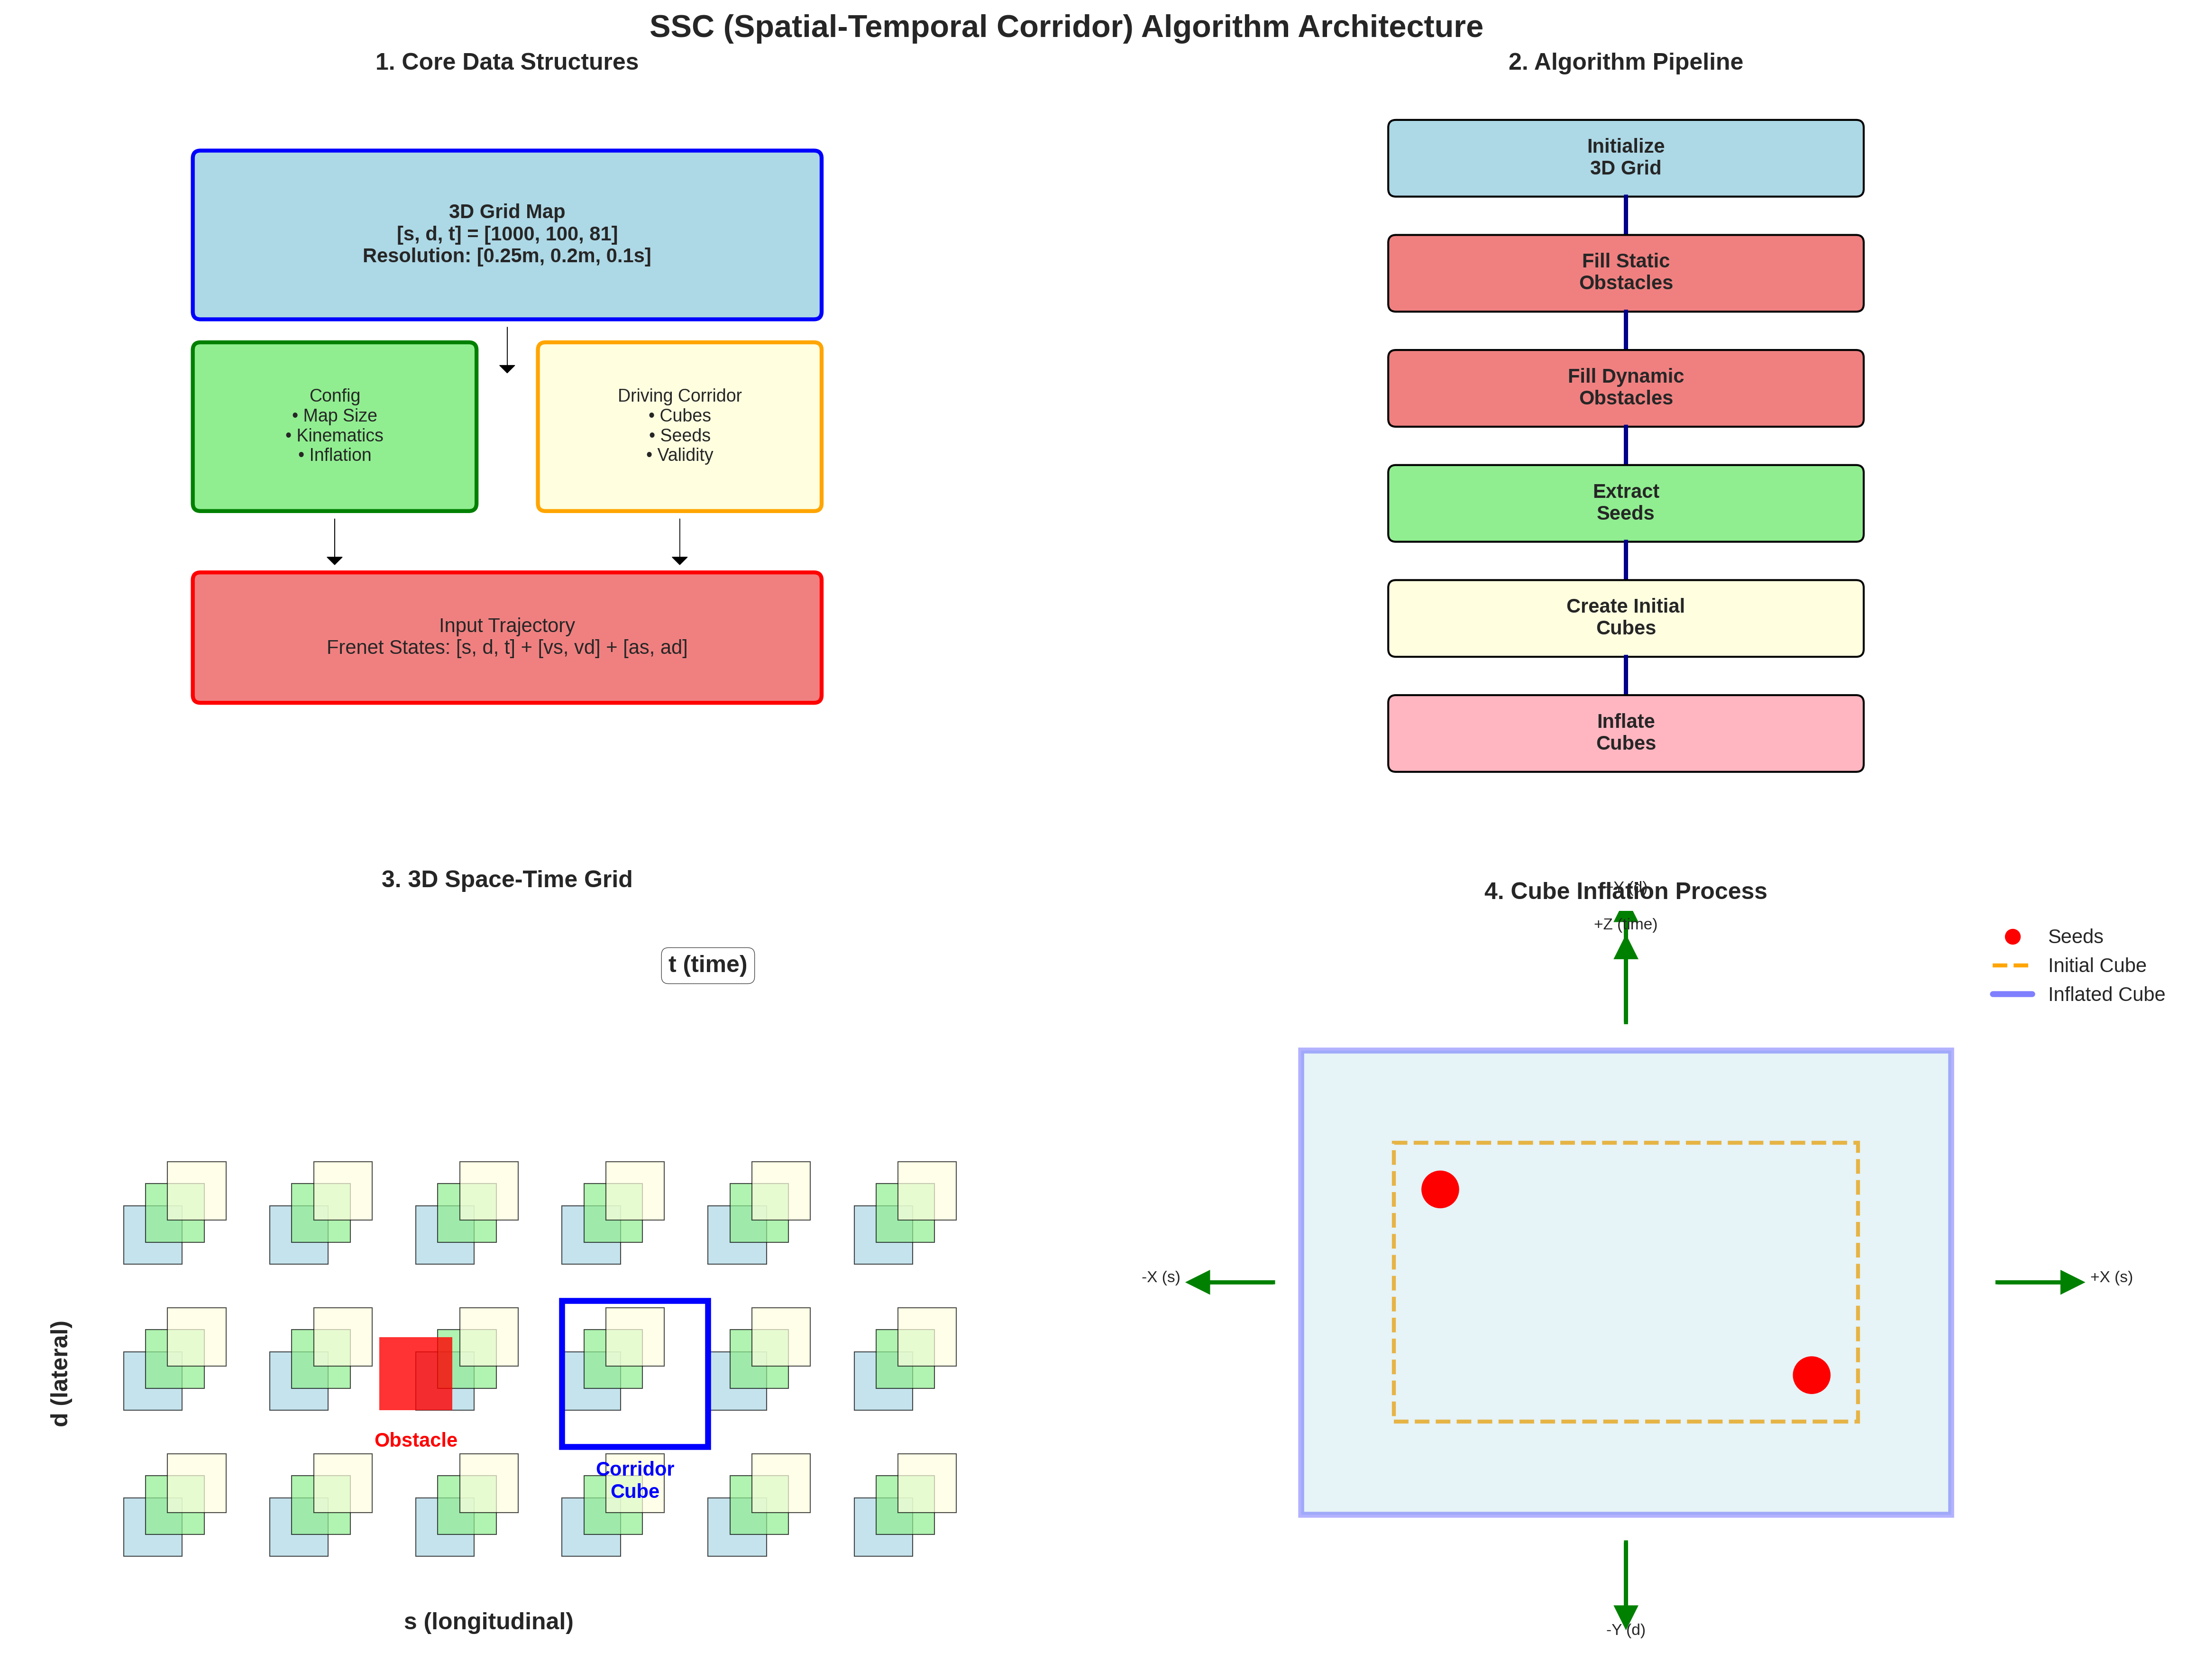 SSC (Spatial-Temporal Corridor) Algorithm Architecture
1. Core Data Structures
3D Grid Map
[s, d, t] = [1000, 100, 81]
Resolution: [0.25m, 0.2m, 0.1s]
Config
• Map Size
• Kinematics
• Inflation
Driving Corridor
• Cubes
• Seeds
• Validity
Input Trajectory
Frenet States: [s, d, t] + [vs, vd] + [as, ad]
2. Algorithm Pipeline
Initialize
3D Grid
Fill Static
Obstacles
Fill Dynamic
Obstacles
Extract
Seeds
Create Initial
Cubes
Inflate
Cubes
3. 3D Space-Time Grid
t (time)
d (lateral)
Obstacle
Corridor
Cube
s (longitudinal)
4. Cube Inflation Process
+Z (time)
Seeds
Initial Cube
Inflated Cube
-X (s)
+X (s)
-Y (d)